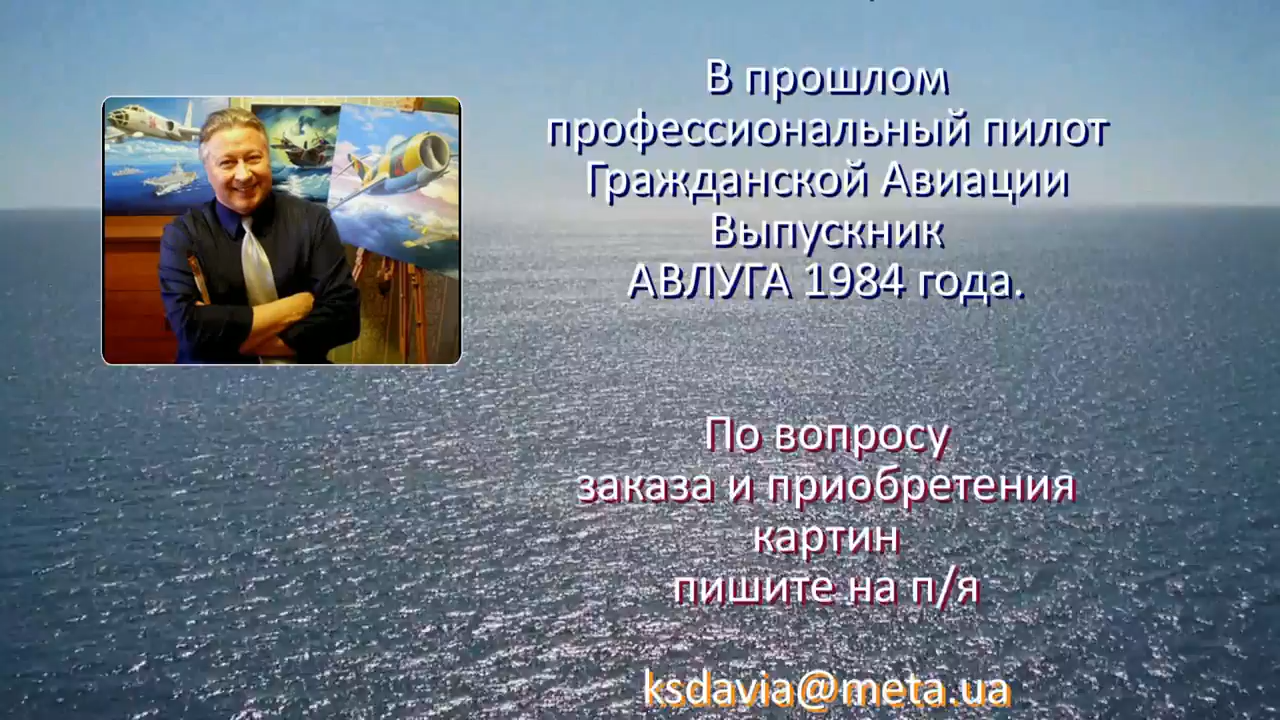 В прошлом
профессиональный пилот
Гражданской Авиации
Выпускник
АВЛУГА 1984 года.
По вопросу
заказа и приобретения
картин
пишите на п/я
ksdavia@meta.ua